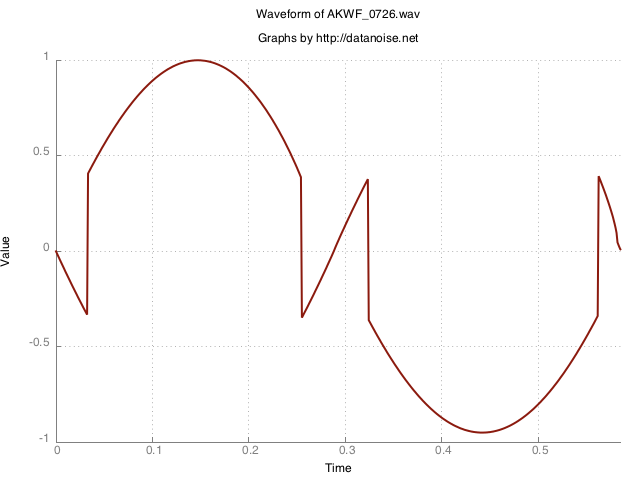 Waveform of AKWF_0726.wav
Graphs by http://datanoise.net
1
0.5
0
-0.5
-1
Value
0 0.1 0.2 0.3 0.4 0.5
Time